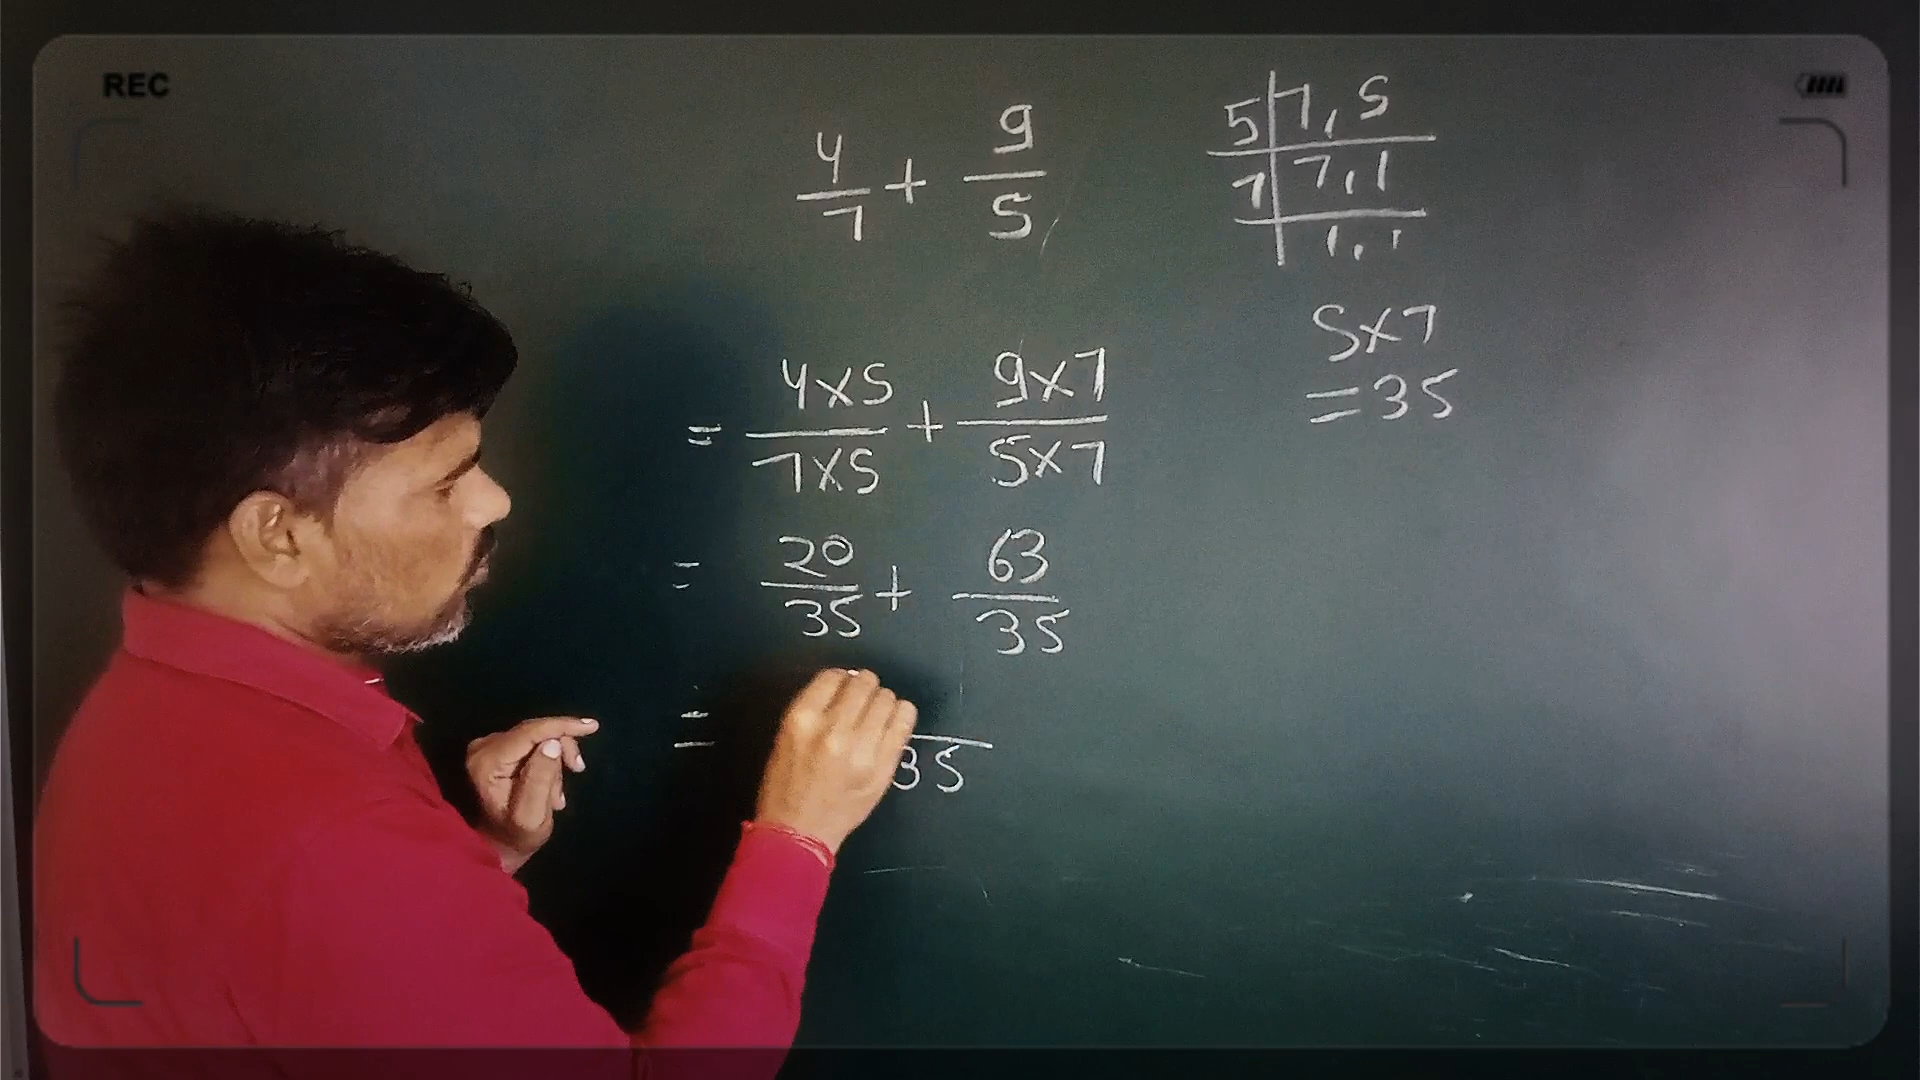 REC
4/7 + 9/5
5 | 7, 5
7 | 7, 1
1, 1
5×7
=35
= 4×5/7×5 + 9×7/5×7
= 20/35 + 63/35
= /35